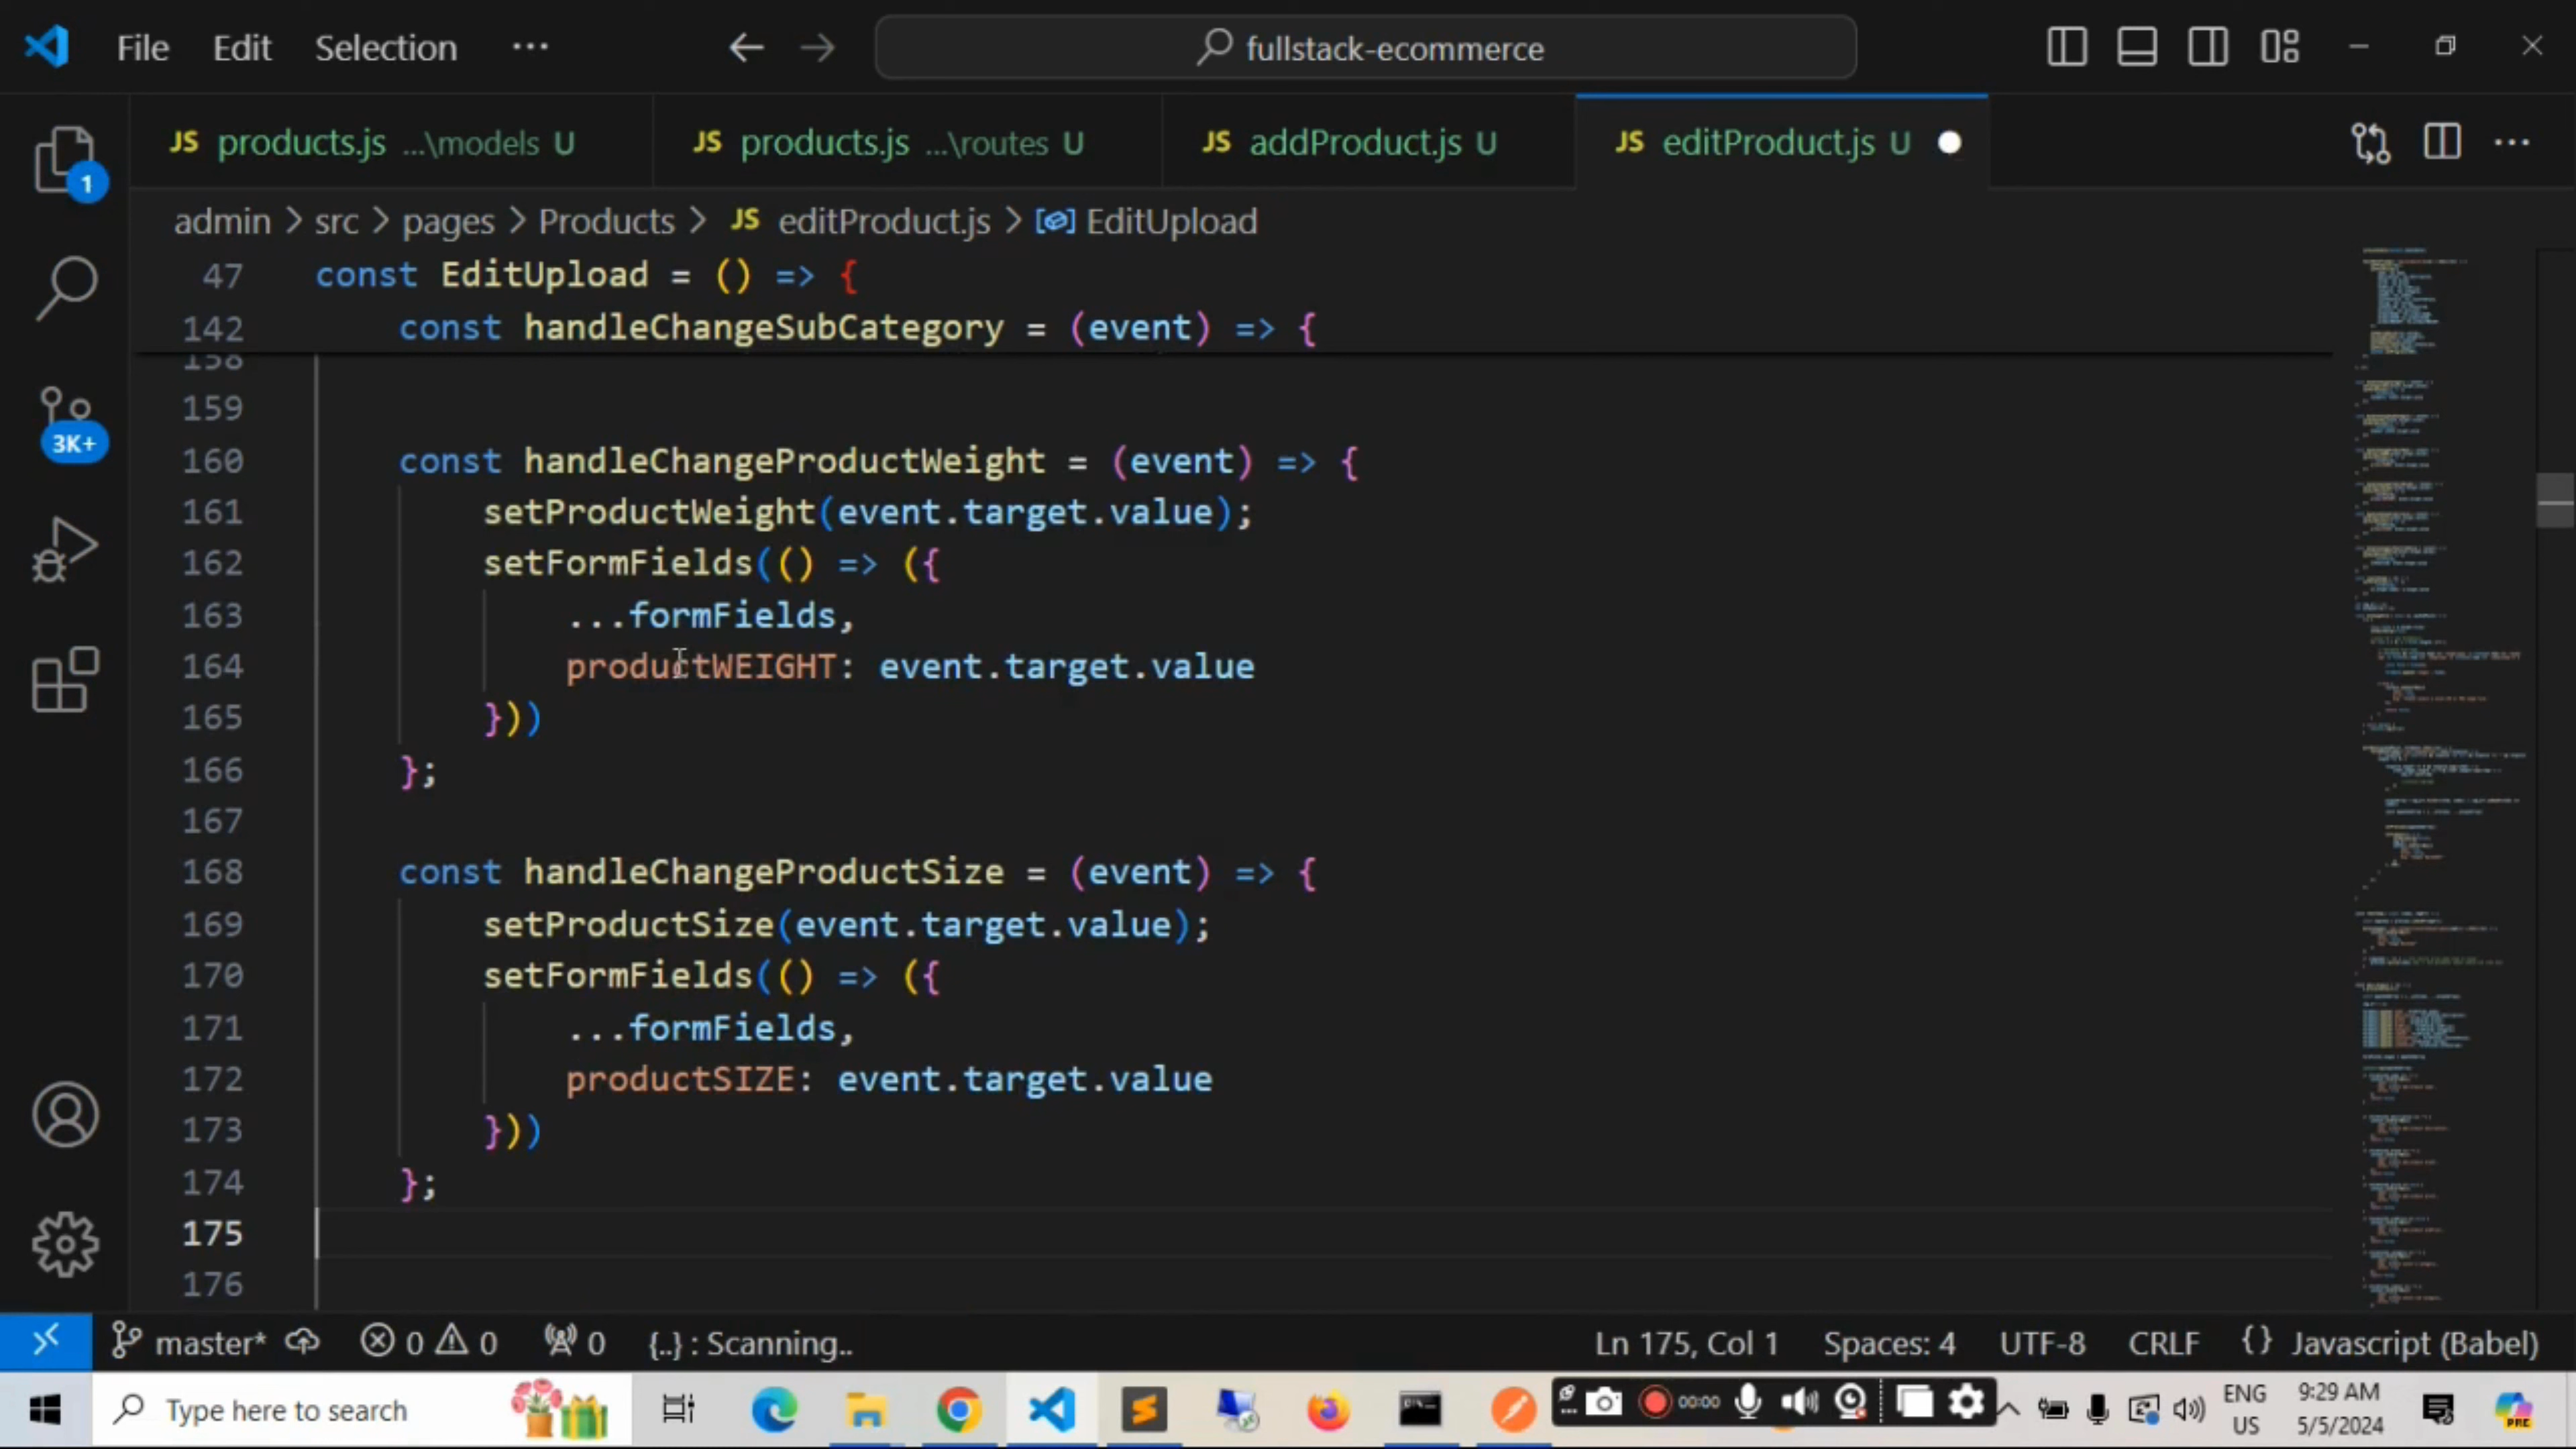 File Edit Selection ... fullstack-ecommerce
JS products.js ...\models U JS products.js ...\routes U JS addProduct.js U JS editProduct.js U
1
admin > src > pages > Products > JS editProduct.js > EditUpload
47 const EditUpload = () => {
142 const handleChangeSubCategory = (event) => {
158
159
3K+
160 const handleChangeProductWeight = (event) => {
161 setProductWeight(event.target.value);
162 setFormFields(() => ({
163 ...formFields,
164 productWEIGHT: event.target.value
165 }))
166 };
167
168 const handleChangeProductSize = (event) => {
169 setProductSize(event.target.value);
170 setFormFields(() => ({
171 ...formFields,
172 productSIZE: event.target.value
173 }))
174 };
175
176
master* 0 0 0 {..} : Scanning.. Ln 175, Col 1 Spaces: 4 UTF-8 CRLF {} Javascript (Babel)
Type here to search 00:00 ENG US 9:29 AM 5/5/2024 PRE